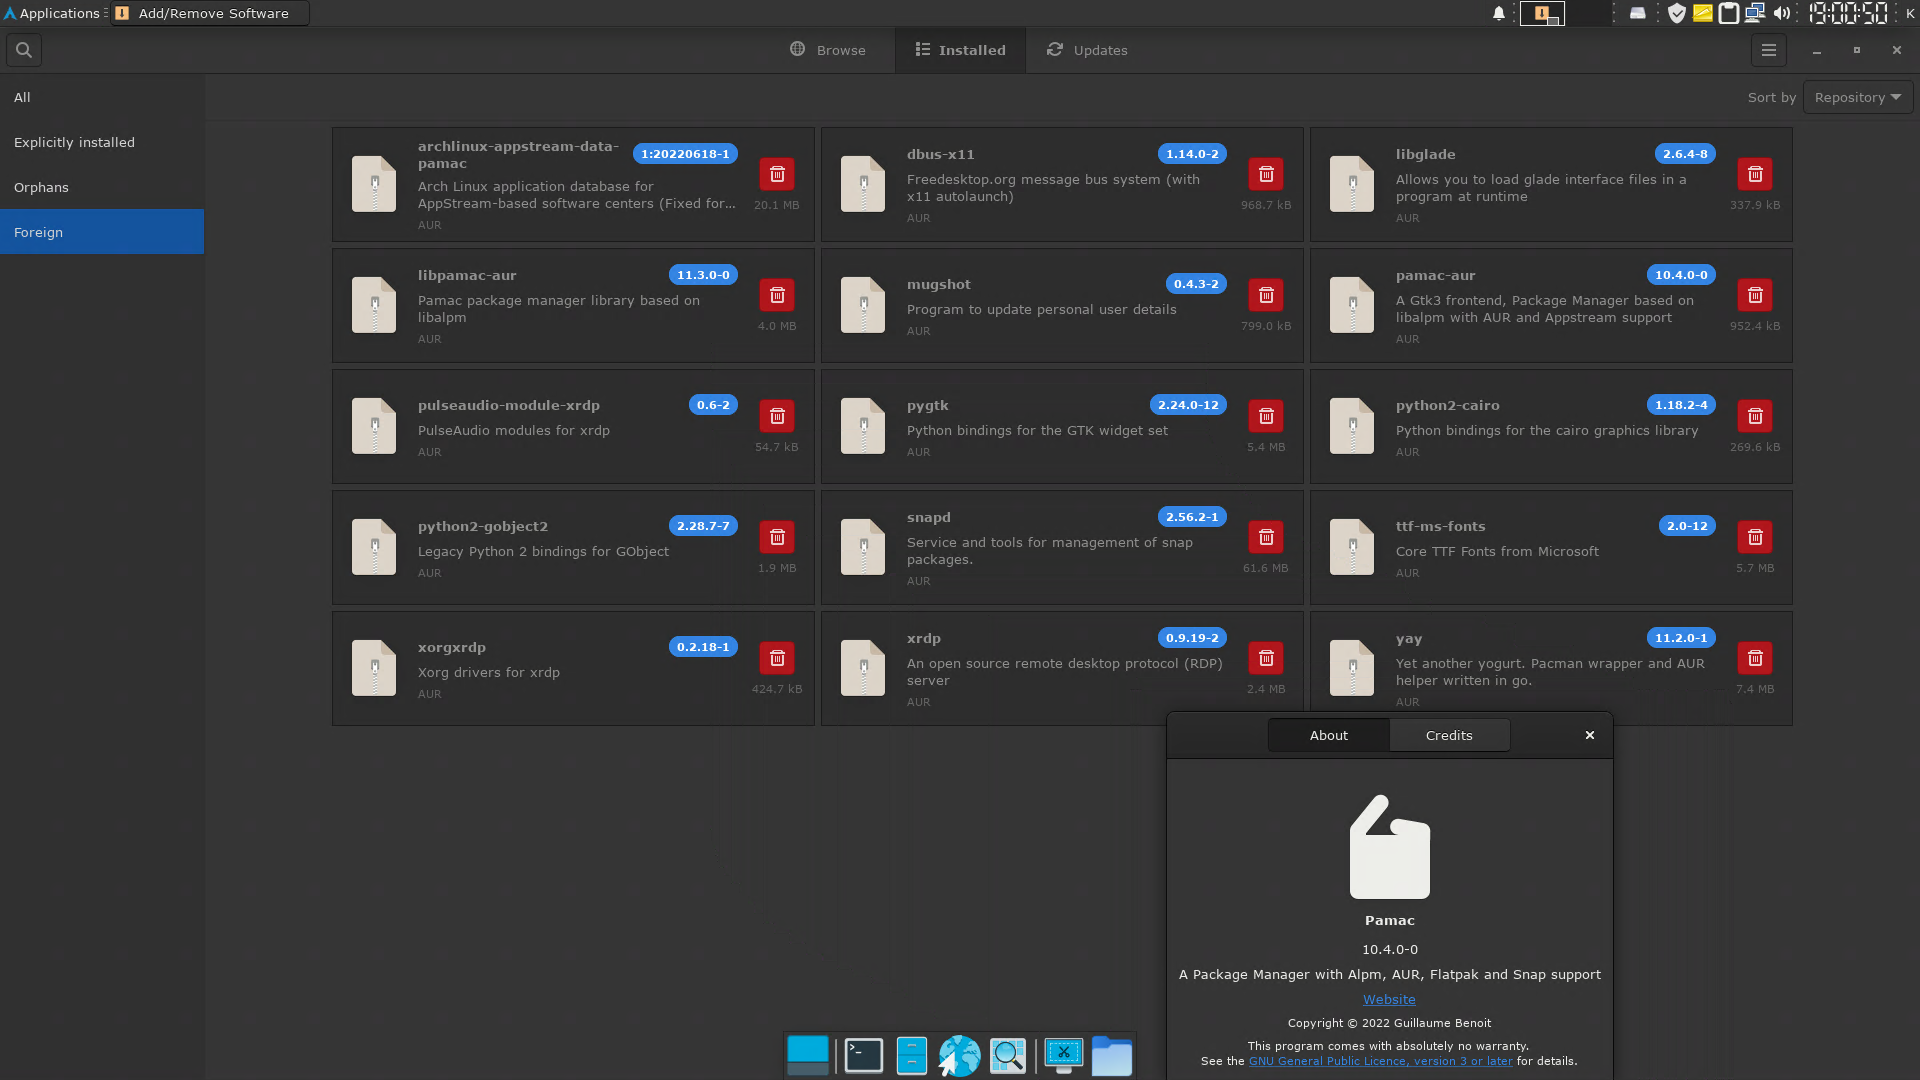 Applications
Add/Remove Software
19:00:50
K
Browse
Installed
Updates
All
Explicitly installed
Orphans
Foreign
Sort by
Repository
archlinux-appstream-data-
pamac
1:20220618-1
Arch Linux application database for
AppStream-based software centers (Fixed for...
20.1 MB
AUR
dbus-x11
1.14.0-2
Freedesktop.org message bus system (with
x11 autolaunch)
968.7 kB
AUR
libglade
2.6.4-8
Allows you to load glade interface files in a
program at runtime
337.9 kB
AUR
libpamac-aur
11.3.0-0
Pamac package manager library based on
libalpm
4.0 MB
AUR
mugshot
0.4.3-2
Program to update personal user details
799.0 kB
AUR
pamac-aur
10.4.0-0
A Gtk3 frontend, Package Manager based on
libalpm with AUR and Appstream support
952.4 kB
AUR
pulseaudio-module-xrdp
0.6-2
PulseAudio modules for xrdp
54.7 kB
AUR
pygtk
2.24.0-12
Python bindings for the GTK widget set
5.4 MB
AUR
python2-cairo
1.18.2-4
Python bindings for the cairo graphics library
269.6 kB
AUR
python2-gobject2
2.28.7-7
Legacy Python 2 bindings for GObject
1.9 MB
AUR
snapd
2.56.2-1
Service and tools for management of snap
packages.
61.6 MB
AUR
ttf-ms-fonts
2.0-12
Core TTF Fonts from Microsoft
5.7 MB
AUR
xorgxrdp
0.2.18-1
Xorg drivers for xrdp
424.7 kB
AUR
xrdp
0.9.19-2
An open source remote desktop protocol (RDP)
server
2.4 MB
AUR
yay
11.2.0-1
Yet another yogurt. Pacman wrapper and AUR
helper written in go.
7.4 MB
AUR
About
Credits
Pamac
10.4.0-0
A Package Manager with Alpm, AUR, Flatpak and Snap support
Website
Copyright © 2022 Guillaume Benoit
This program comes with absolutely no warranty.
See the GNU General Public Licence, version 3 or later for details.